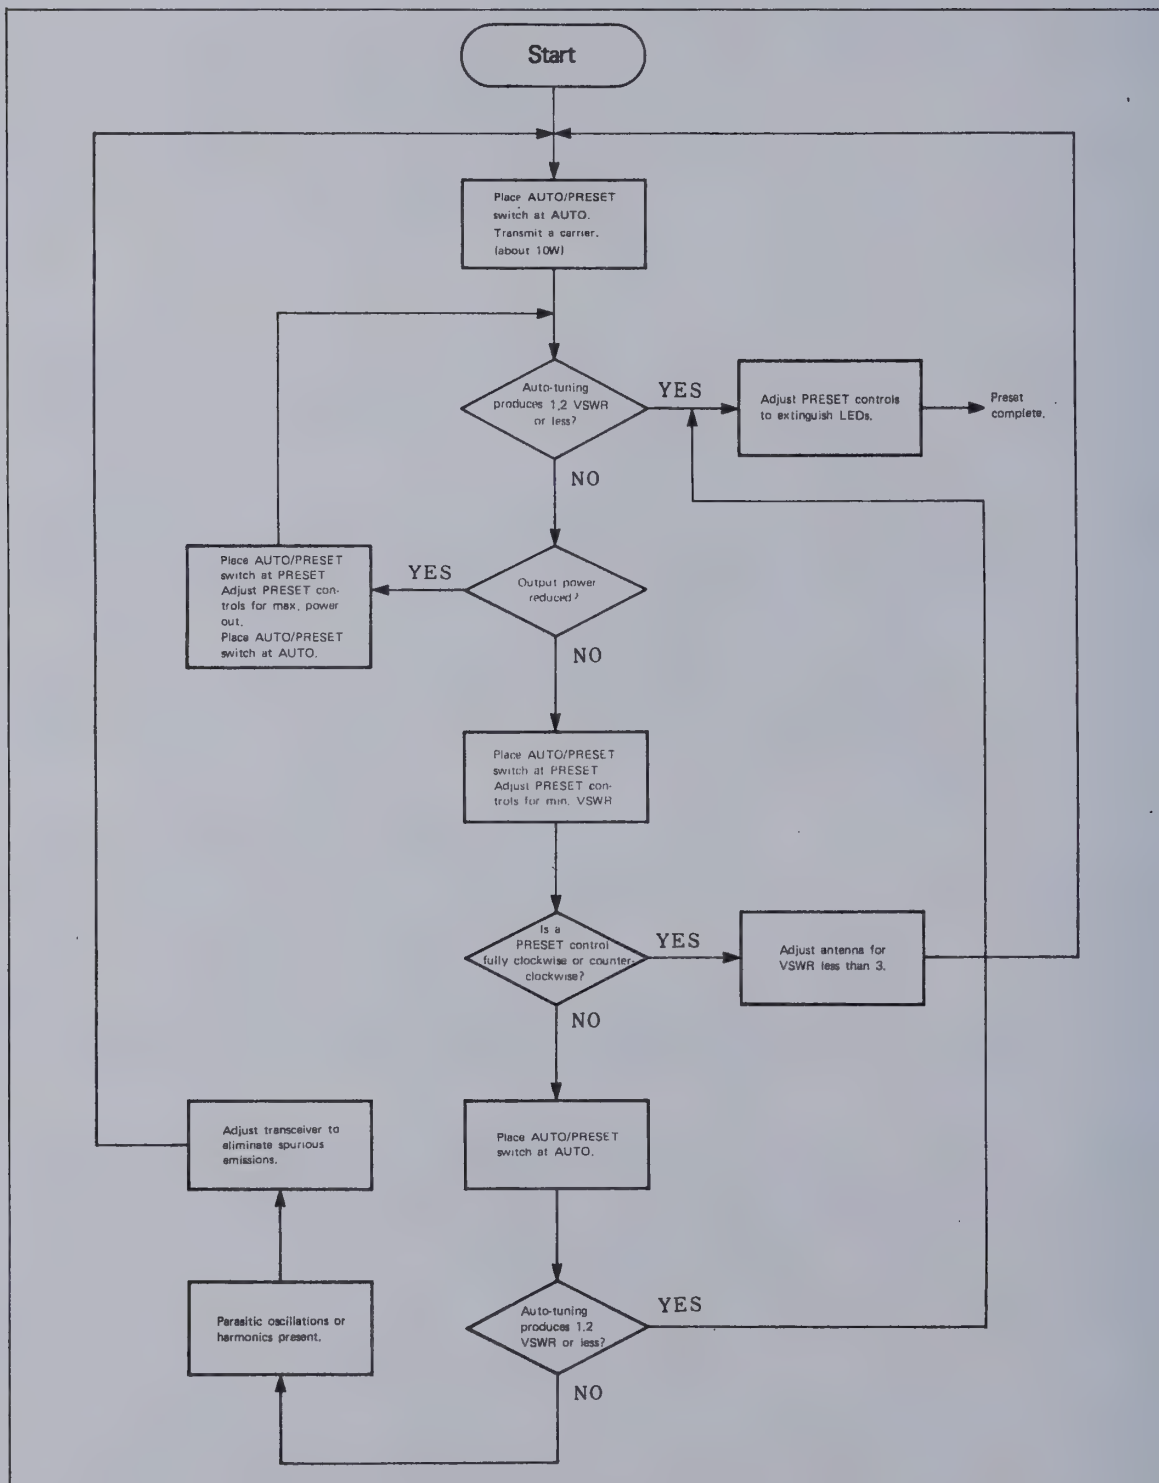 Start
Place AUTO/PRESET
switch at AUTO.
Transmit a carrier.
(about 10W)
Auto-tuning
produces 1.2 VSWR
or less?
YES
Adjust PRESET controls
to extinguish LEDs.
Preset
complete.
NO
Output power
reduced?
YES
Place AUTO/PRESET
switch at PRESET
Adjust PRESET con-
trols for max. power
out.
Place AUTO/PRESET
switch at AUTO.
NO
Place AUTO/PRESET
switch at PRESET
Adjust PRESET con-
trols for min. VSWR
Is a
PRESET control
fully clockwise or counter-
clockwise?
YES
Adjust antenna for
VSWR less than 3.
NO
Place AUTO/PRESET
switch at AUTO.
Auto-tuning
produces 1.2
VSWR or less?
YES
NO
Parasitic oscillations or
harmonics present.
Adjust transceiver to
eliminate spurious
emissions.